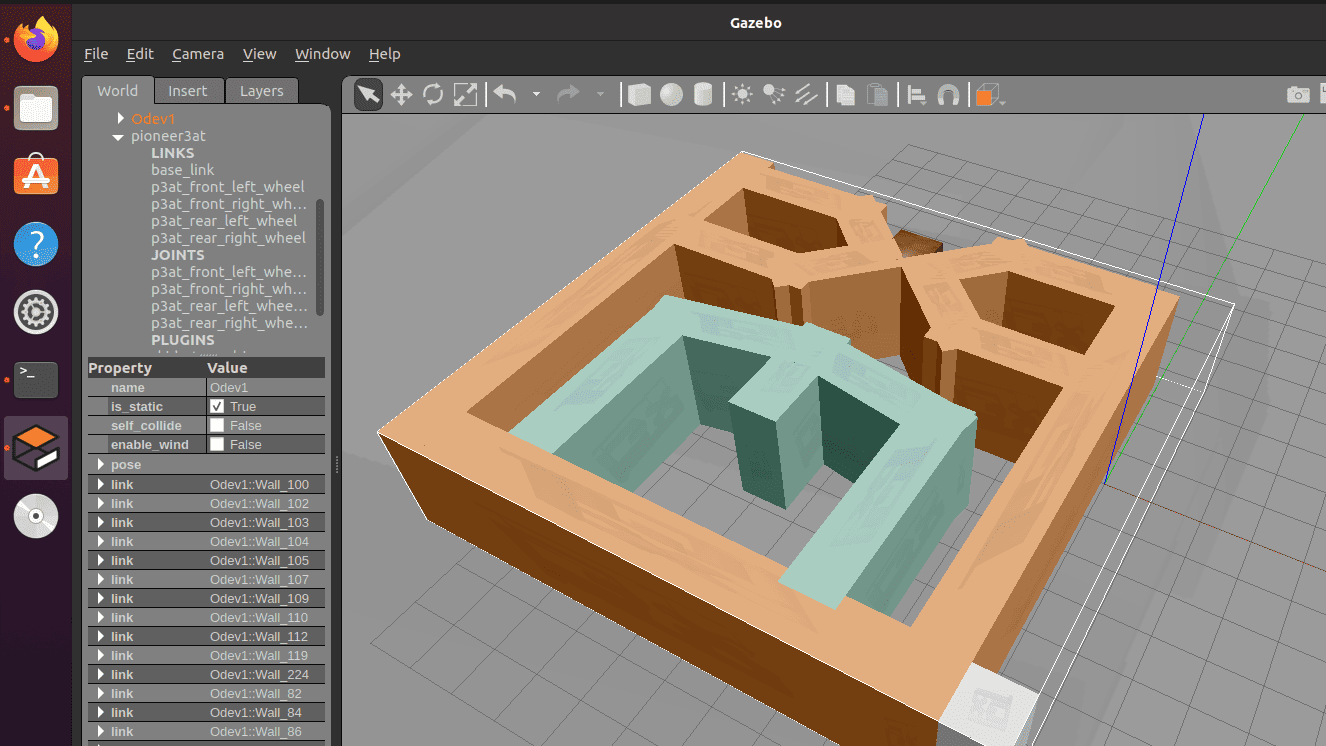 Gazebo
File Edit Camera View Window Help
World Insert Layers
Odev1
pioneer3at
LINKS
base_link
p3at_front_left_wheel
p3at_front_right_wh...
p3at_rear_left_wheel
p3at_rear_right_wheel
JOINTS
p3at_front_left_whe...
p3at_front_right_whe...
p3at_rear_left_whee...
p3at_rear_right_whe...
PLUGINS
Property Value
name Odev1
is_static True
self_collide False
enable_wind False
pose
link Odev1::Wall_100
link Odev1::Wall_102
link Odev1::Wall_103
link Odev1::Wall_104
link Odev1::Wall_105
link Odev1::Wall_107
link Odev1::Wall_109
link Odev1::Wall_110
link Odev1::Wall_112
link Odev1::Wall_119
link Odev1::Wall_224
link Odev1::Wall_82
link Odev1::Wall_84
link Odev1::Wall_86